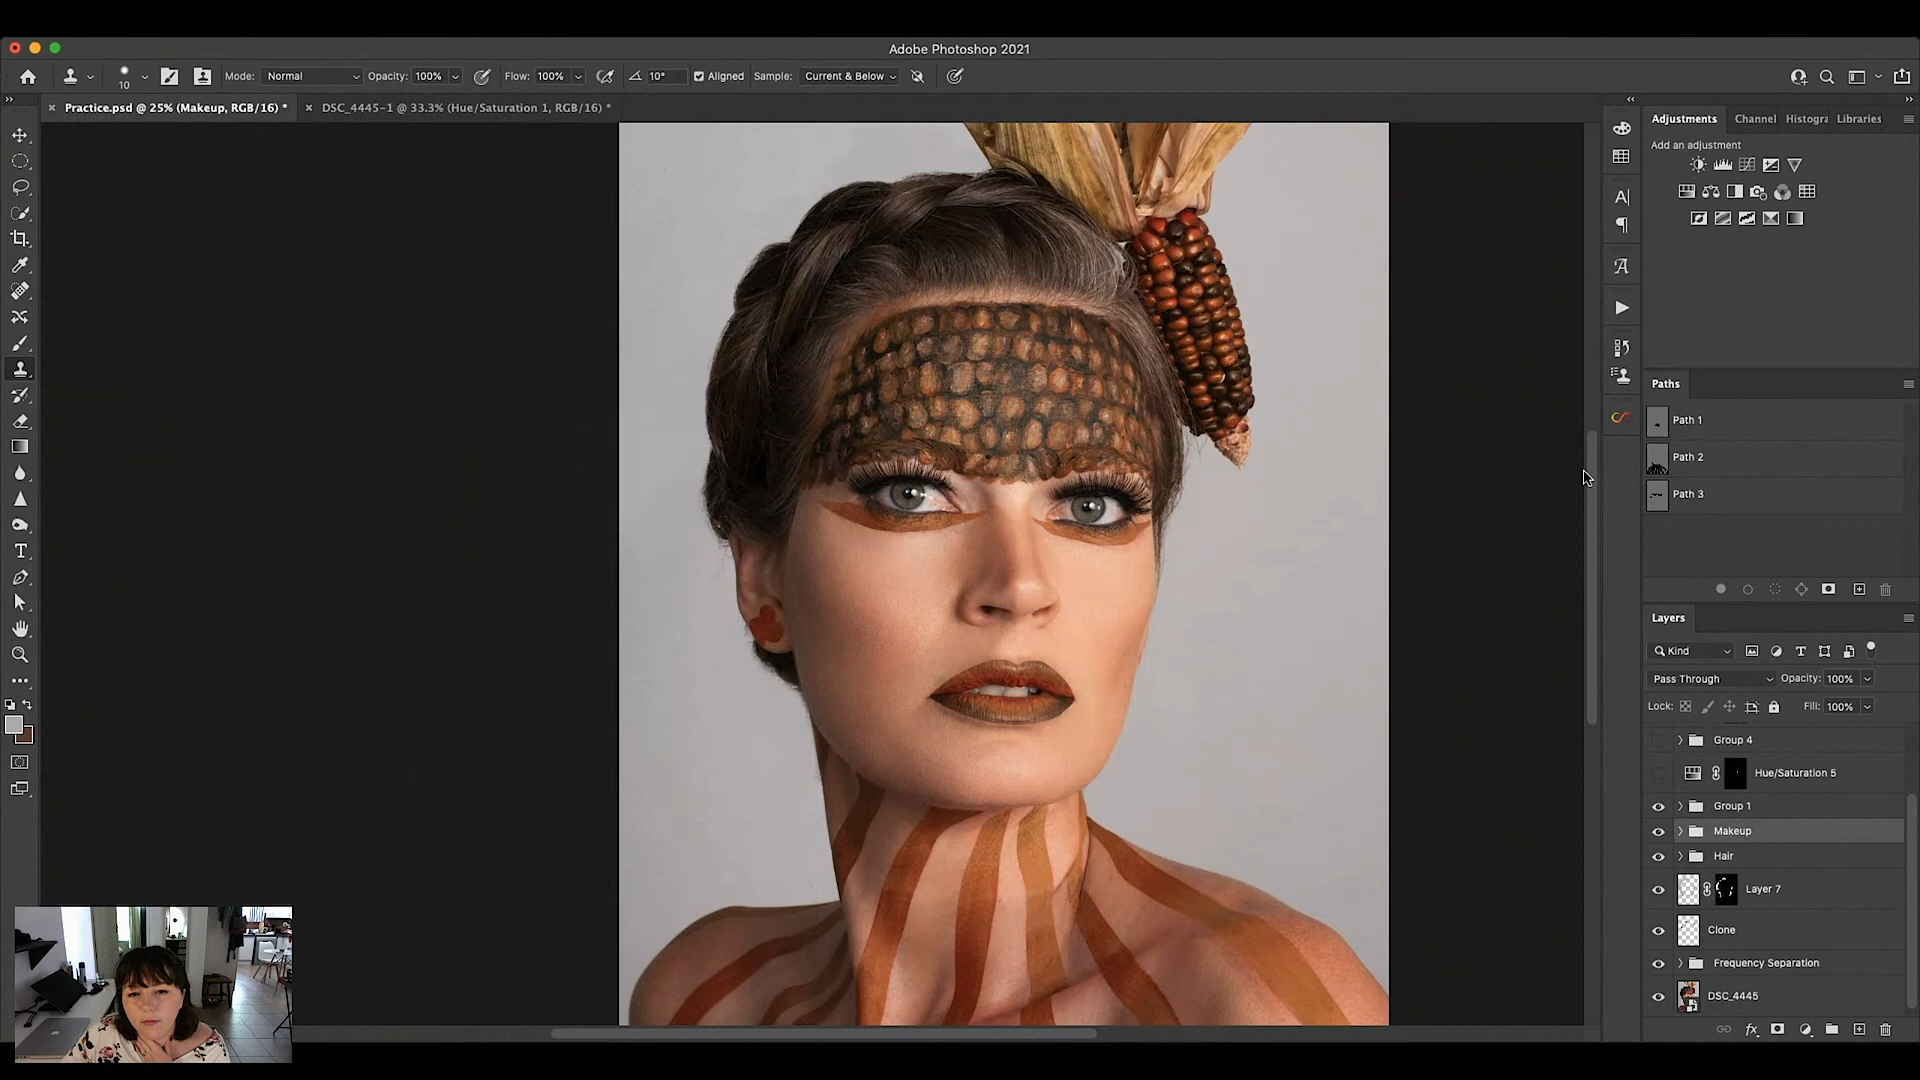 Adobe Photoshop 2021
10 Mode: Normal Opacity: 100% Flow: 100% 10° Aligned Sample: Current & Below
Practice.psd @ 25% (Makeup, RGB/16) *
DSC_4445-1 @ 33.3% (Hue/Saturation 1, RGB/16) *
Adjustments Channel Histogra Libraries
Add an adjustment
Paths
Path 1
Path 2
Path 3
Layers
Kind
Pass Through Opacity: 100%
Lock: Fill: 100%
Group 4
Hue/Saturation 5
Group 1
Makeup
Hair
Layer 7
Clone
Frequency Separation
DSC_4445